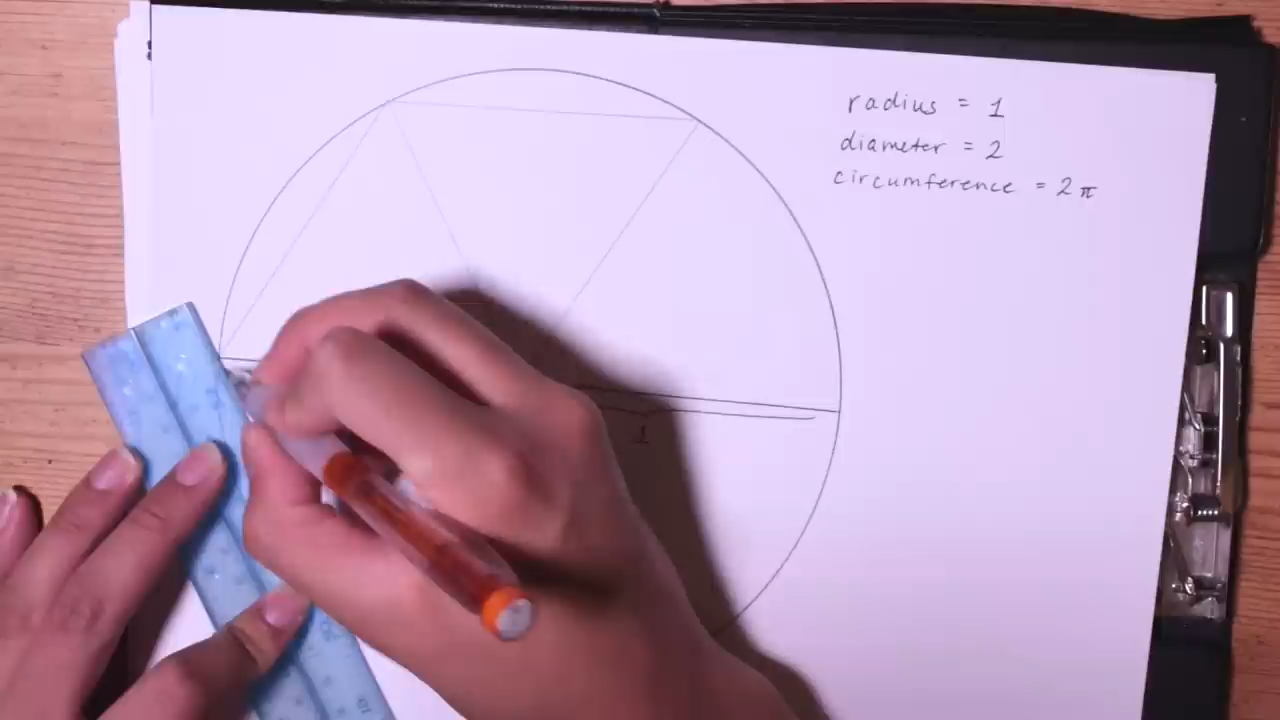 radius = 1
diameter = 2
circumference = 2π
1